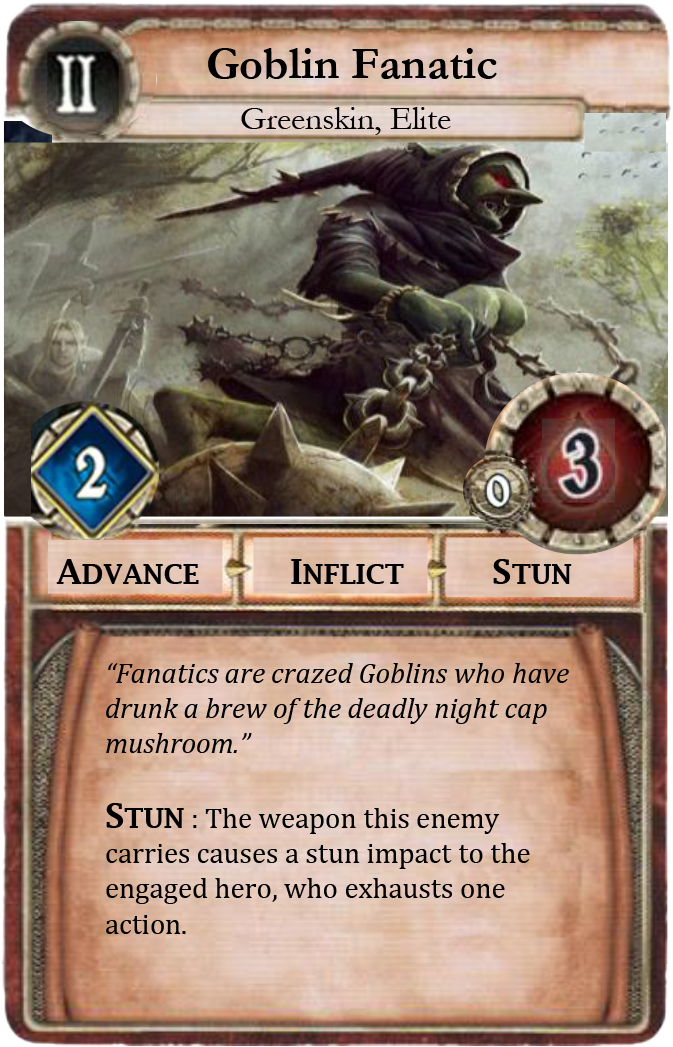 II
Goblin Fanatic
Greenskin, Elite
2
0
3
ADVANCE
INFLICT
STUN
“Fanatics are crazed Goblins who have
drunk a brew of the deadly night cap
mushroom.”
STUN : The weapon this enemy
carries causes a stun impact to the
engaged hero, who exhausts one
action.